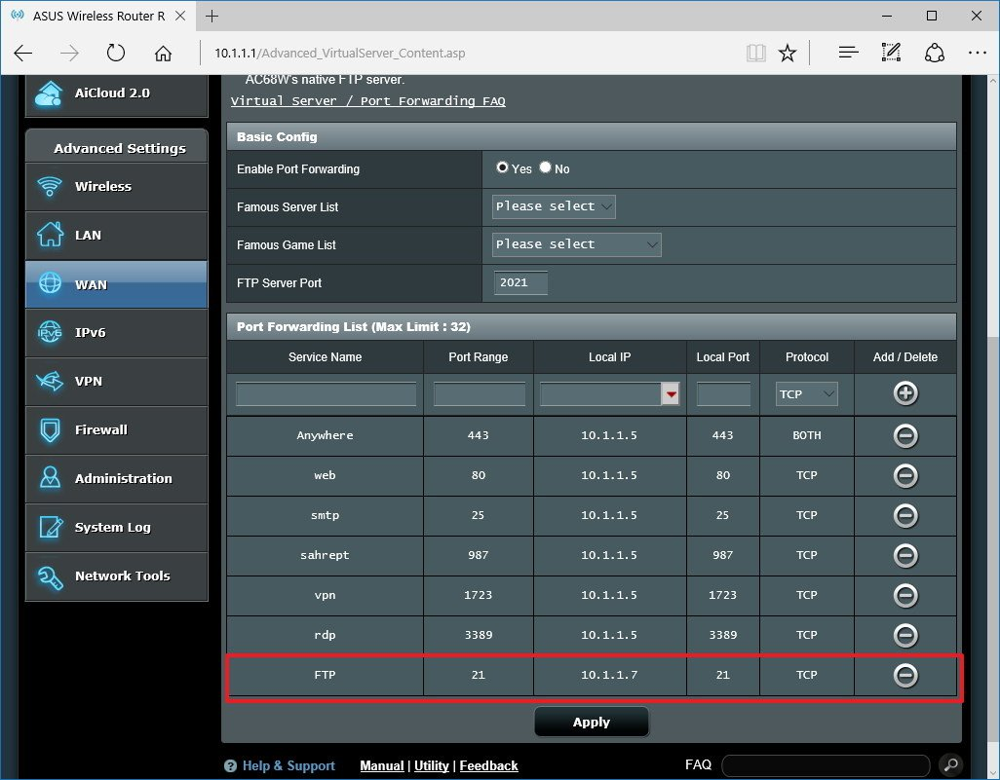 ASUS Wireless Router R
10.1.1.1/Advanced_VirtualServer_Content.asp
AiCloud 2.0
Advanced Settings
Wireless
LAN
WAN
IPv6
IPv6
VPN
Firewall
Administration
System Log
Network Tools
AC68W's native FTP server.
Virtual Server / Port Forwarding FAQ
Basic Config
Enable Port Forwarding Yes No
Famous Server List Please select
Famous Game List Please select
FTP Server Port 2021
Port Forwarding List (Max Limit : 32)
Service Name Port Range Local IP Local Port Protocol Add / Delete
TCP
Anywhere 443 10.1.1.5 443 BOTH
web 80 10.1.1.5 80 TCP
smtp 25 10.1.1.5 25 TCP
sahrept 987 10.1.1.5 987 TCP
vpn 1723 10.1.1.5 1723 TCP
rdp 3389 10.1.1.5 3389 TCP
FTP 21 10.1.1.7 21 TCP
Apply
? Help & Support Manual | Utility | Feedback FAQ